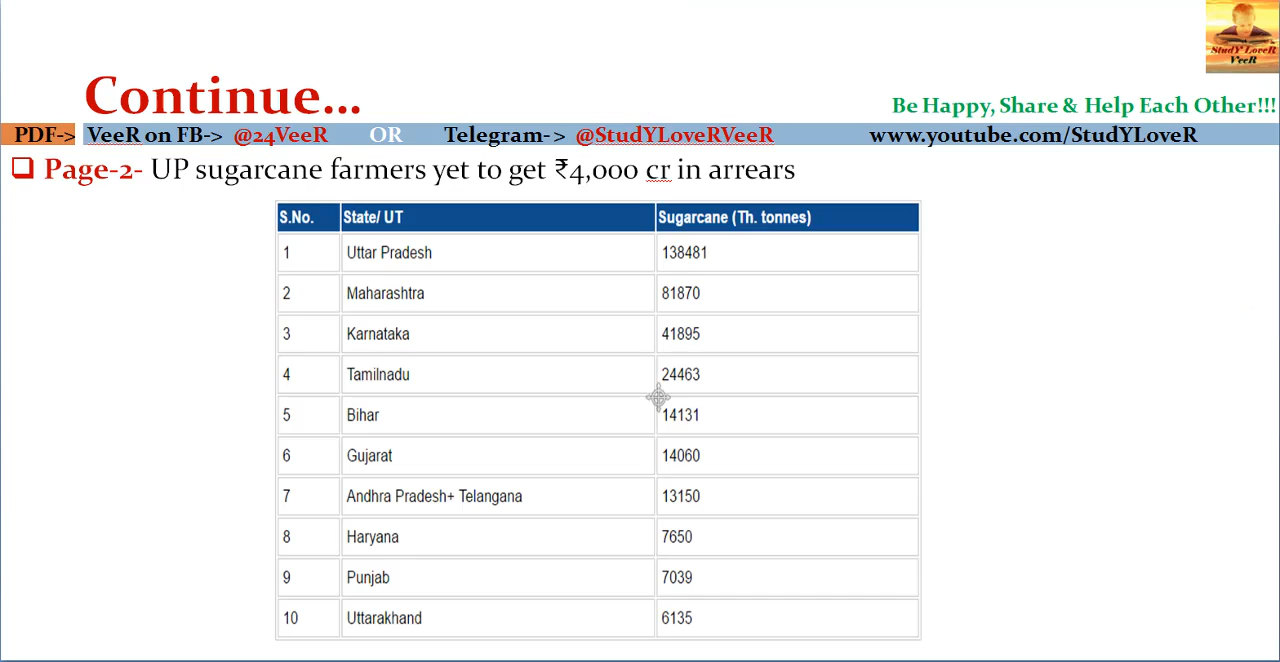 StudY LoveR
VeeR
Continue...
Be Happy, Share & Help Each Other!!!
PDF-> VeeR on FB-> @24VeeR OR Telegram-> @StudYLoveRVeeR www.youtube.com/StudYLoveR
Page-2- UP sugarcane farmers yet to get ₹4,000 cr in arrears
S.No. State/ UT Sugarcane (Th. tonnes)
1 Uttar Pradesh 138481
2 Maharashtra 81870
3 Karnataka 41895
4 Tamilnadu 24463
5 Bihar 14131
6 Gujarat 14060
7 Andhra Pradesh+ Telangana 13150
8 Haryana 7650
9 Punjab 7039
10 Uttarakhand 6135